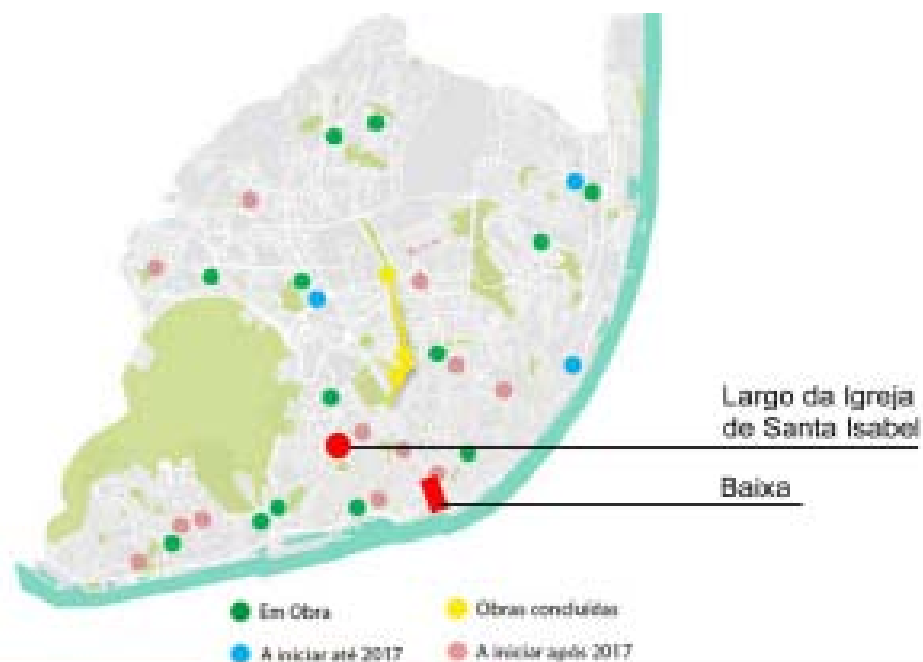 Largo da Igreja
de Santa Isabel
Baixa
Em Obra
Obras concluídas
A iniciar até 2017
A iniciar após 2017